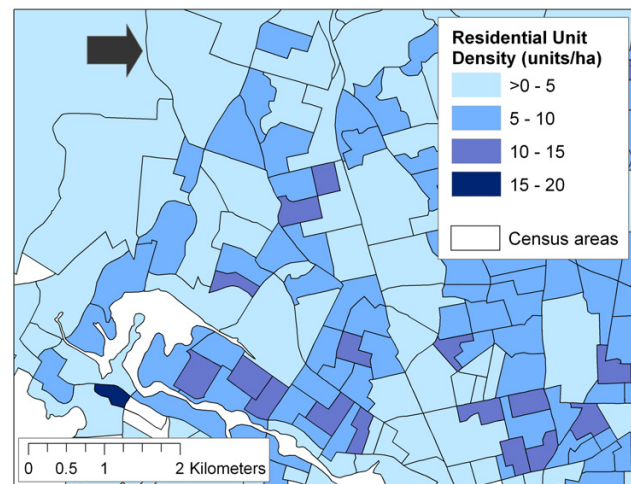 Residential Unit
Density (units/ha)
>0 - 5
5 - 10
10 - 15
15 - 20
Census areas
0 0.5 1 2 Kilometers